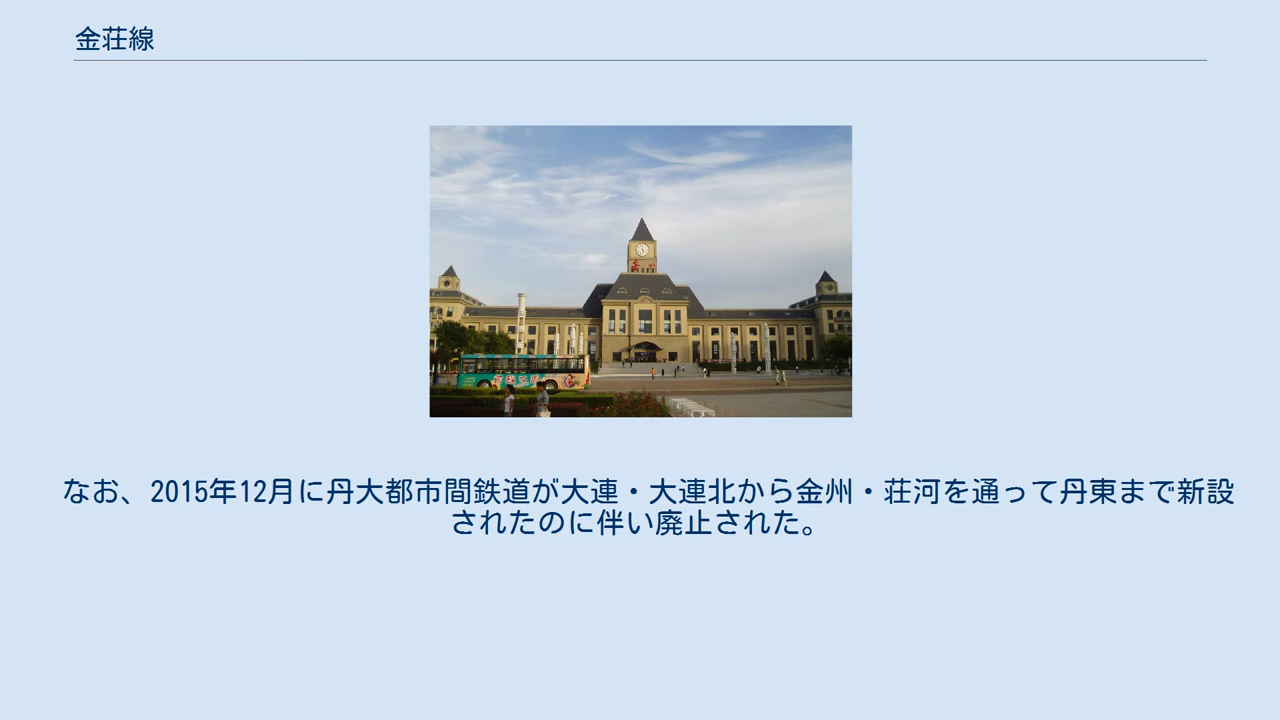 金荘線
なお、2015年12月に丹大都市間鉄道が大連・大連北から金州・荘河を通って丹東まで新設
されたのに伴い廃止された。